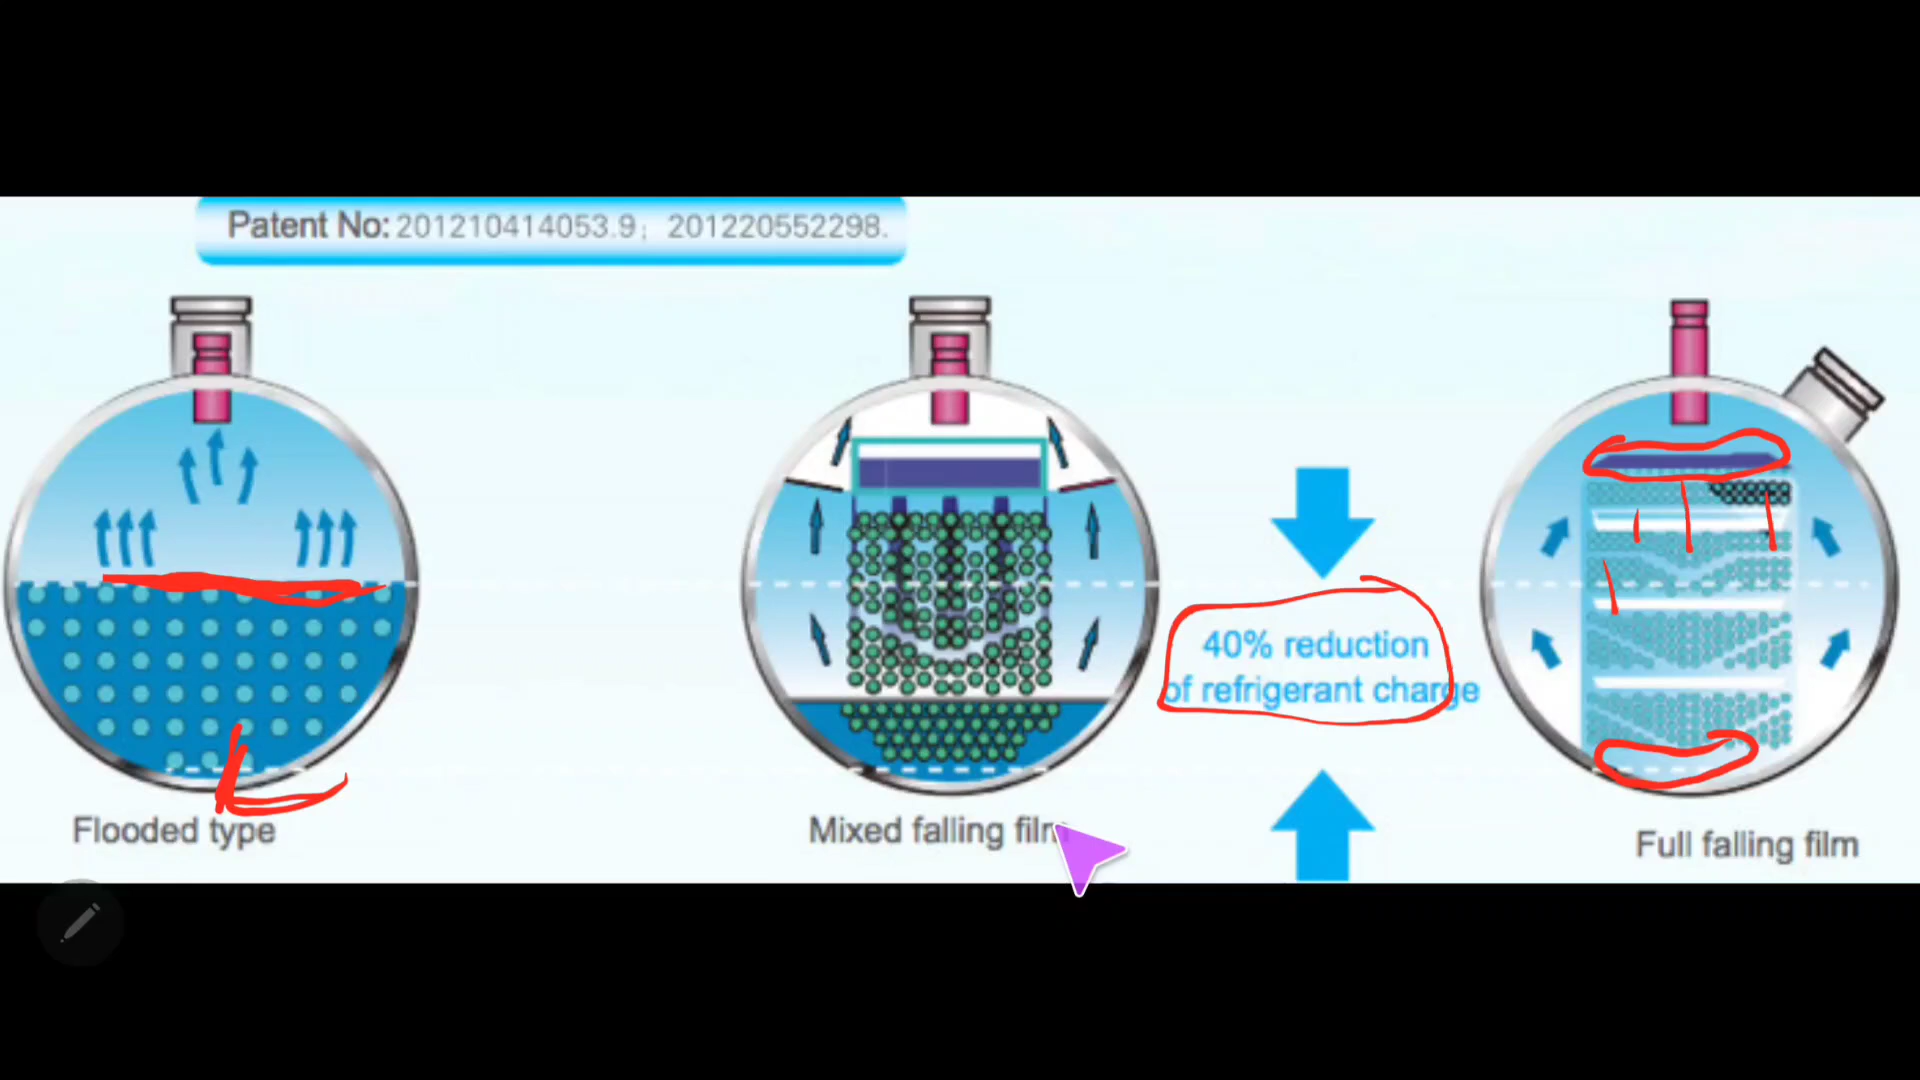 Patent No: 201210414053.9; 201220552298.
40% reduction
of refrigerant charge
Flooded type
Mixed falling film
Full falling film